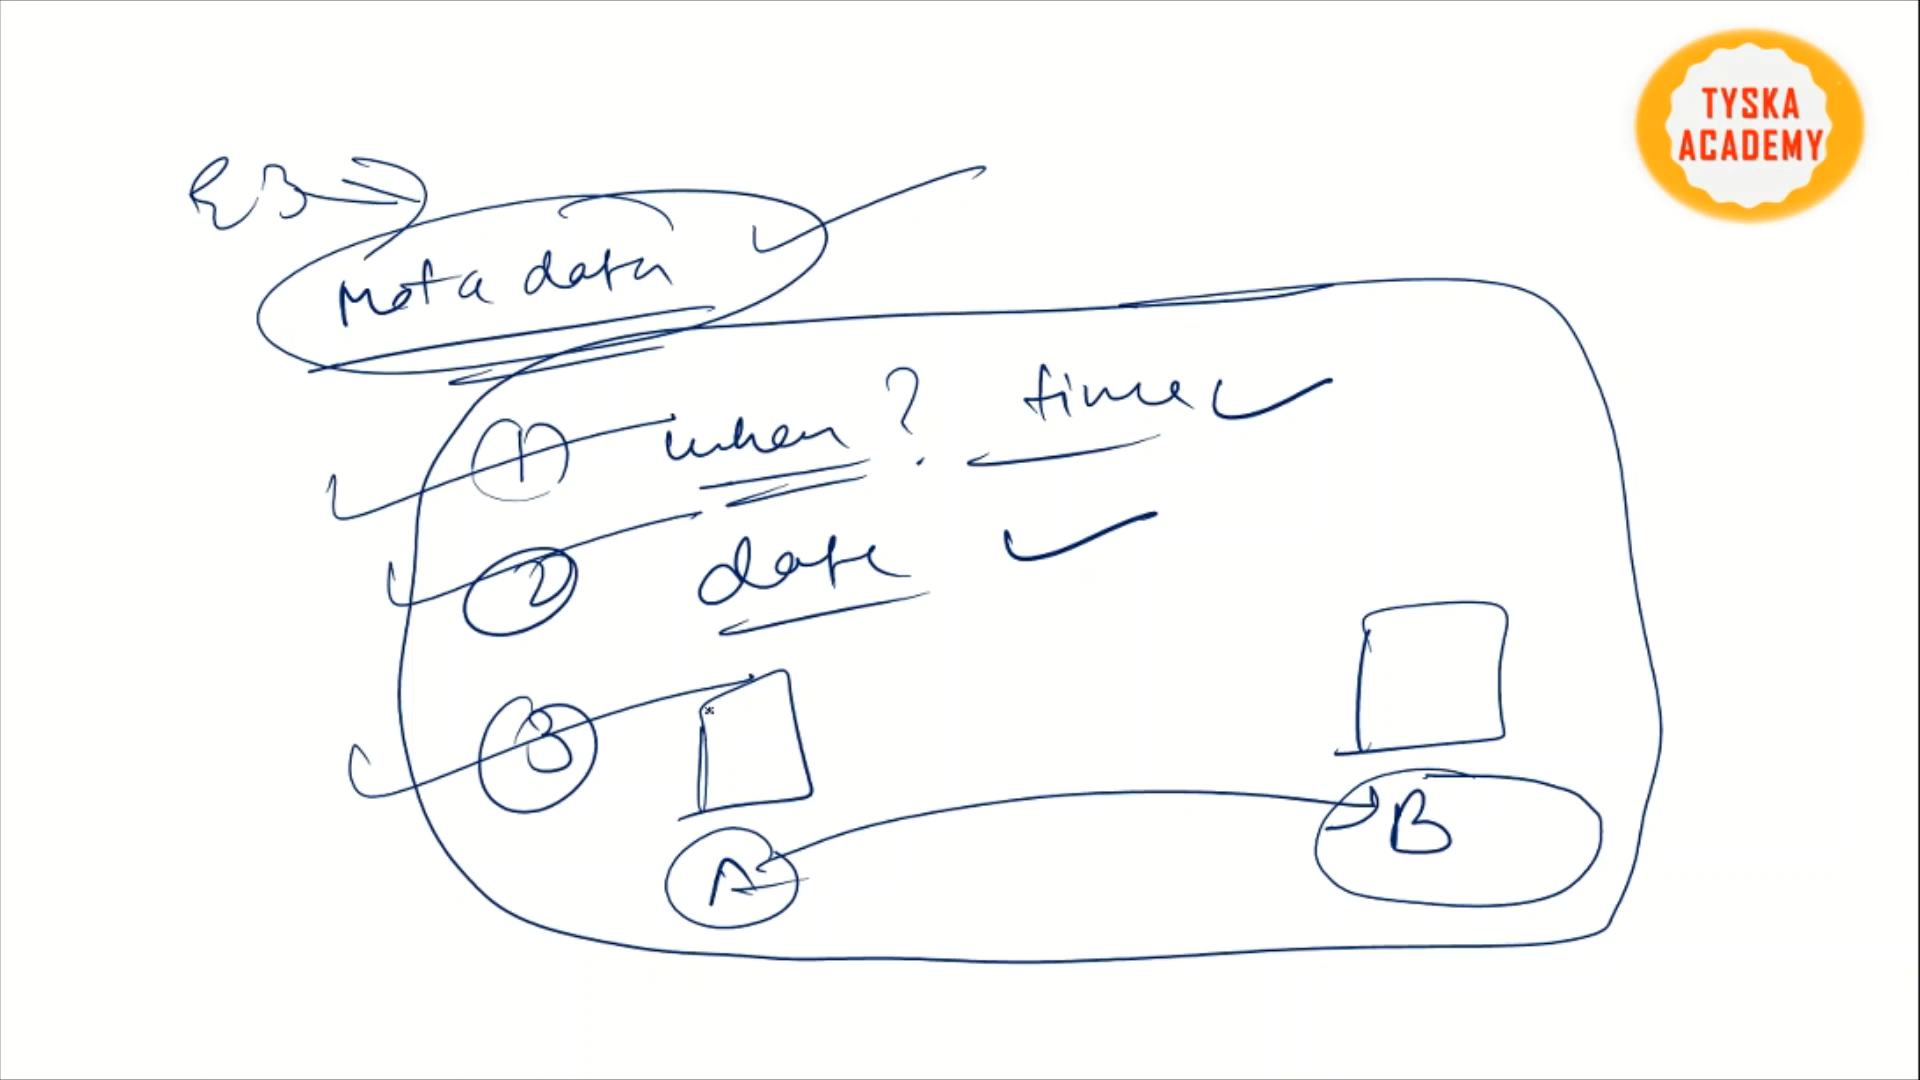 TYSKA
ACADEMY
Meta data
1 when? time
2 date
3
A B